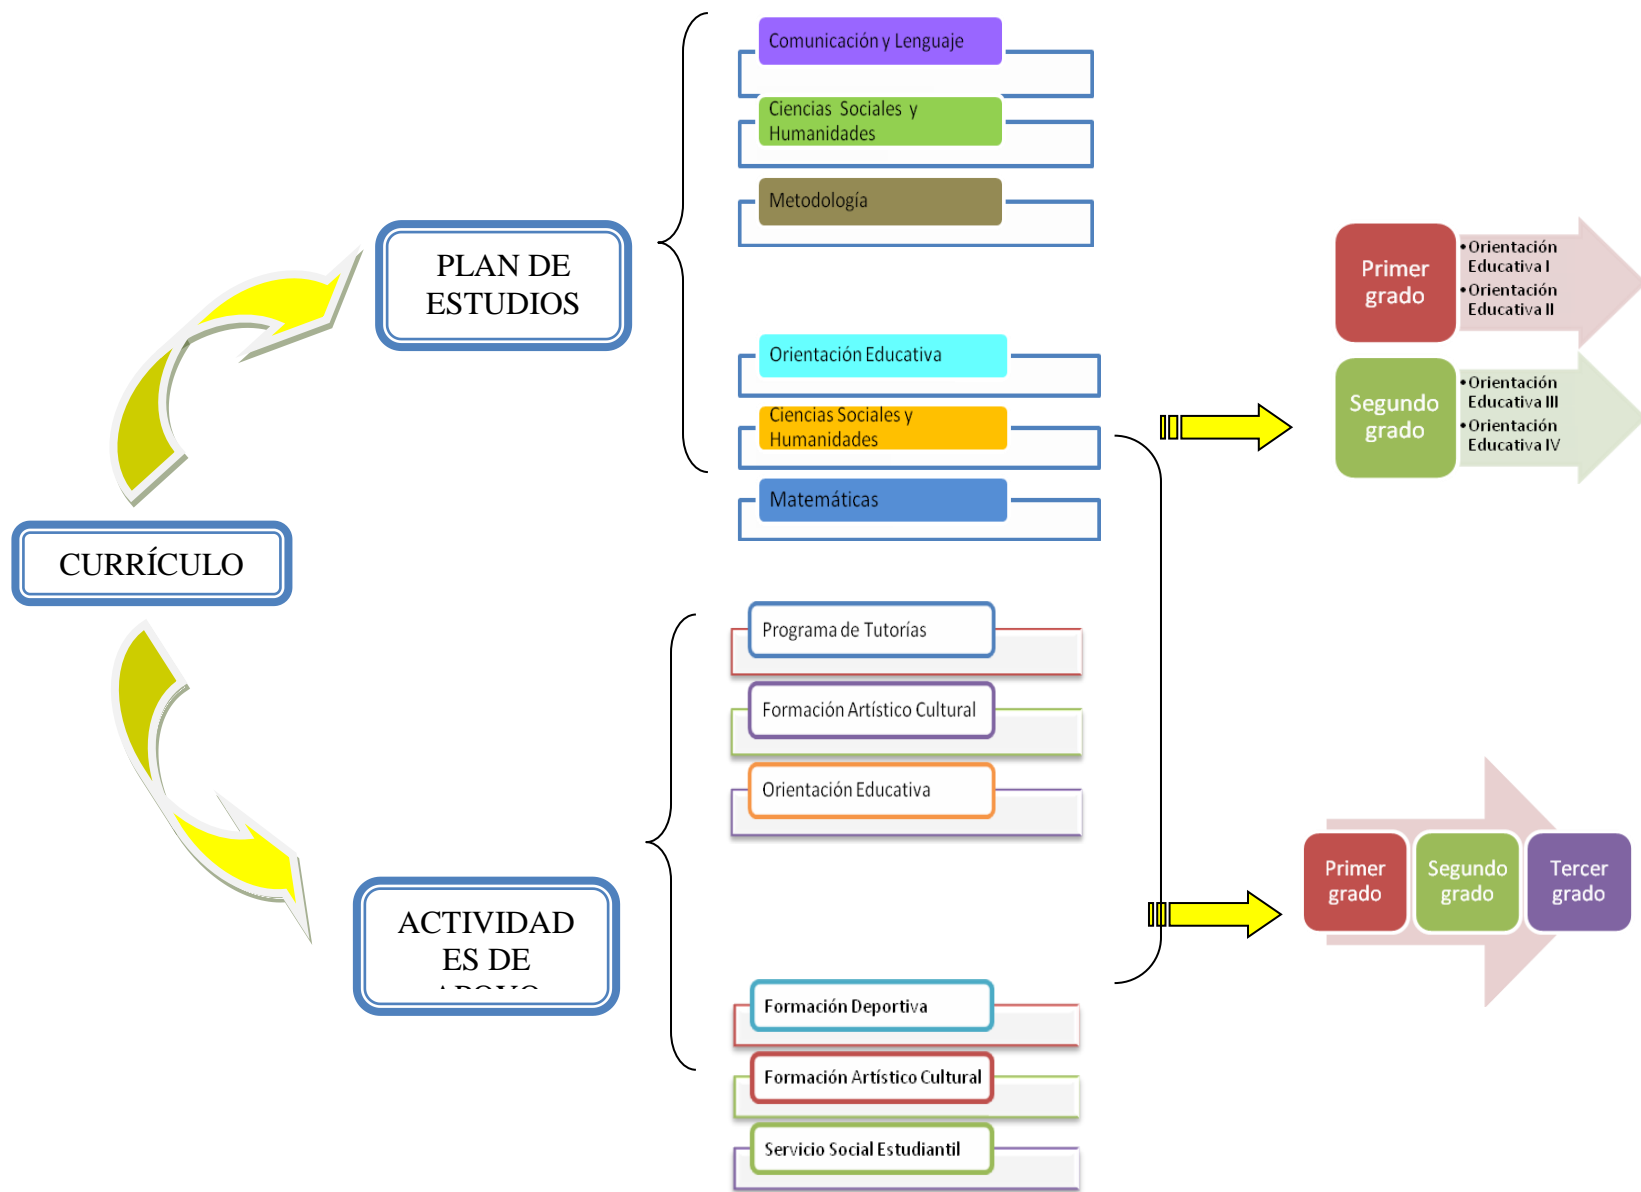 CURRÍCULO
PLAN DE
ESTUDIOS
Comunicación y Lenguaje
Ciencias Sociales y
Humanidades
Metodología
Orientación Educativa
Ciencias Sociales y
Humanidades
Matemáticas
Primer
grado
•Orientación
Educativa I
•Orientación
Educativa II
Segundo
grado
•Orientación
Educativa III
•Orientación
Educativa IV
ACTIVIDAD
ES DE
Programa de Tutorías
Formación Artístico Cultural
Orientación Educativa
Formación Deportiva
Formación Artístico Cultural
Servicio Social Estudiantil
Primer
grado
Segundo
grado
Tercer
grado